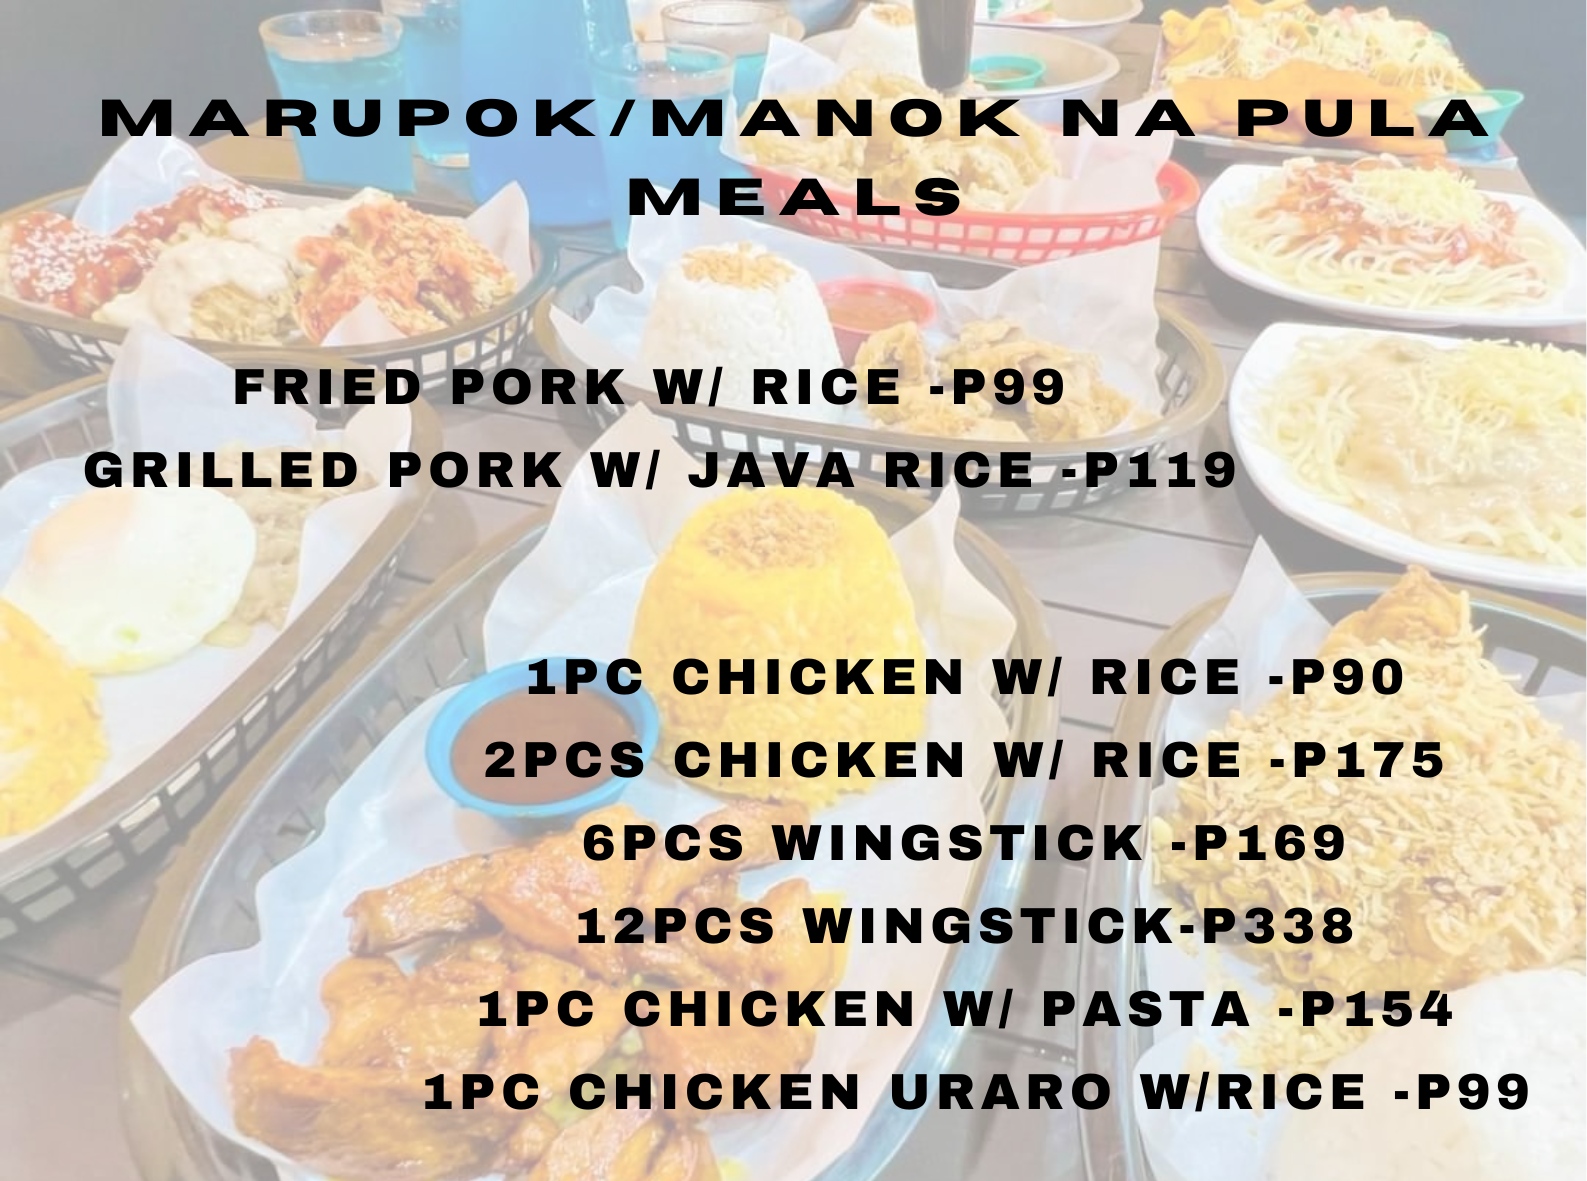 MARUPOK/MANOK NA PULA
MEALS
FRIED PORK W/ RICE -P99
GRILLED PORK W/ JAVA RICE -P119
1PC CHICKEN W/ RICE -P90
2PCS CHICKEN W/ RICE -P175
6PCS WINGSTICK -P169
12PCS WINGSTICK-P338
1PC CHICKEN W/ PASTA -P154
1PC CHICKEN URARO W/RICE -P99